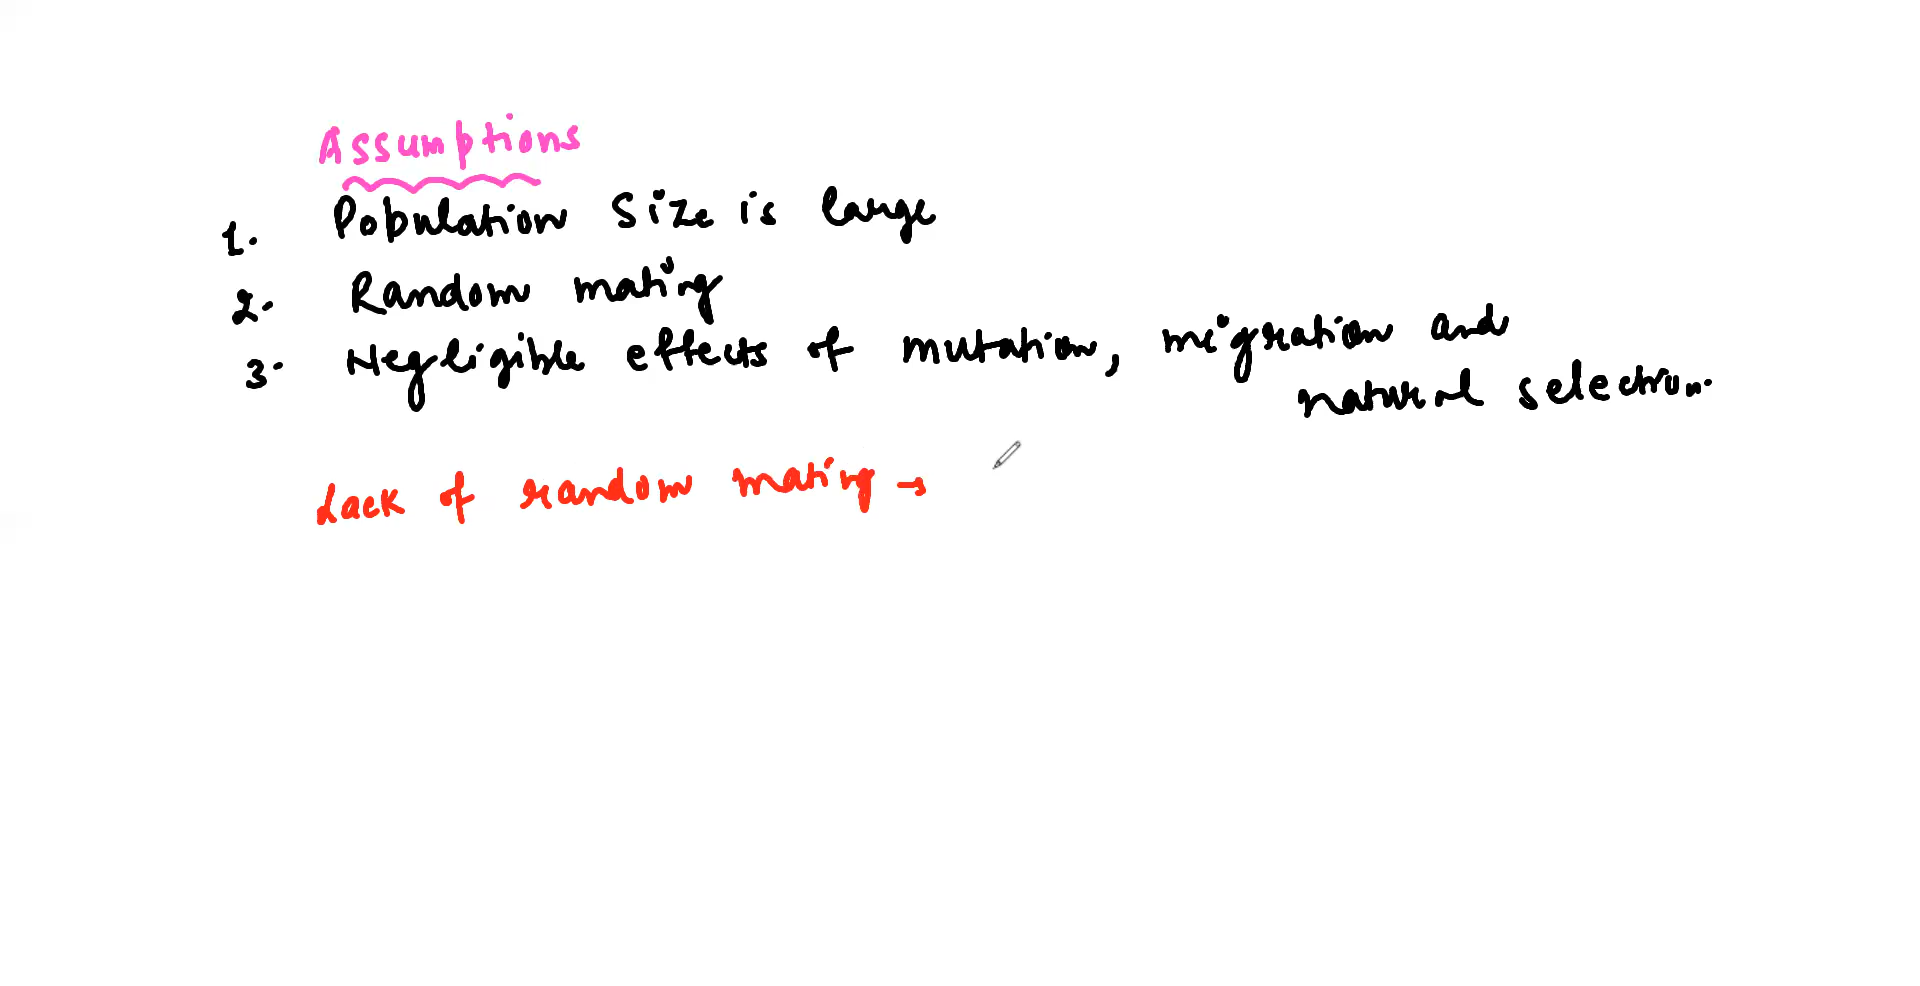 Assumptions
1. Population Size is large
2. Random mating
3. Negligible effects of mutation, migration and
natural selection.
Lack of random mating →